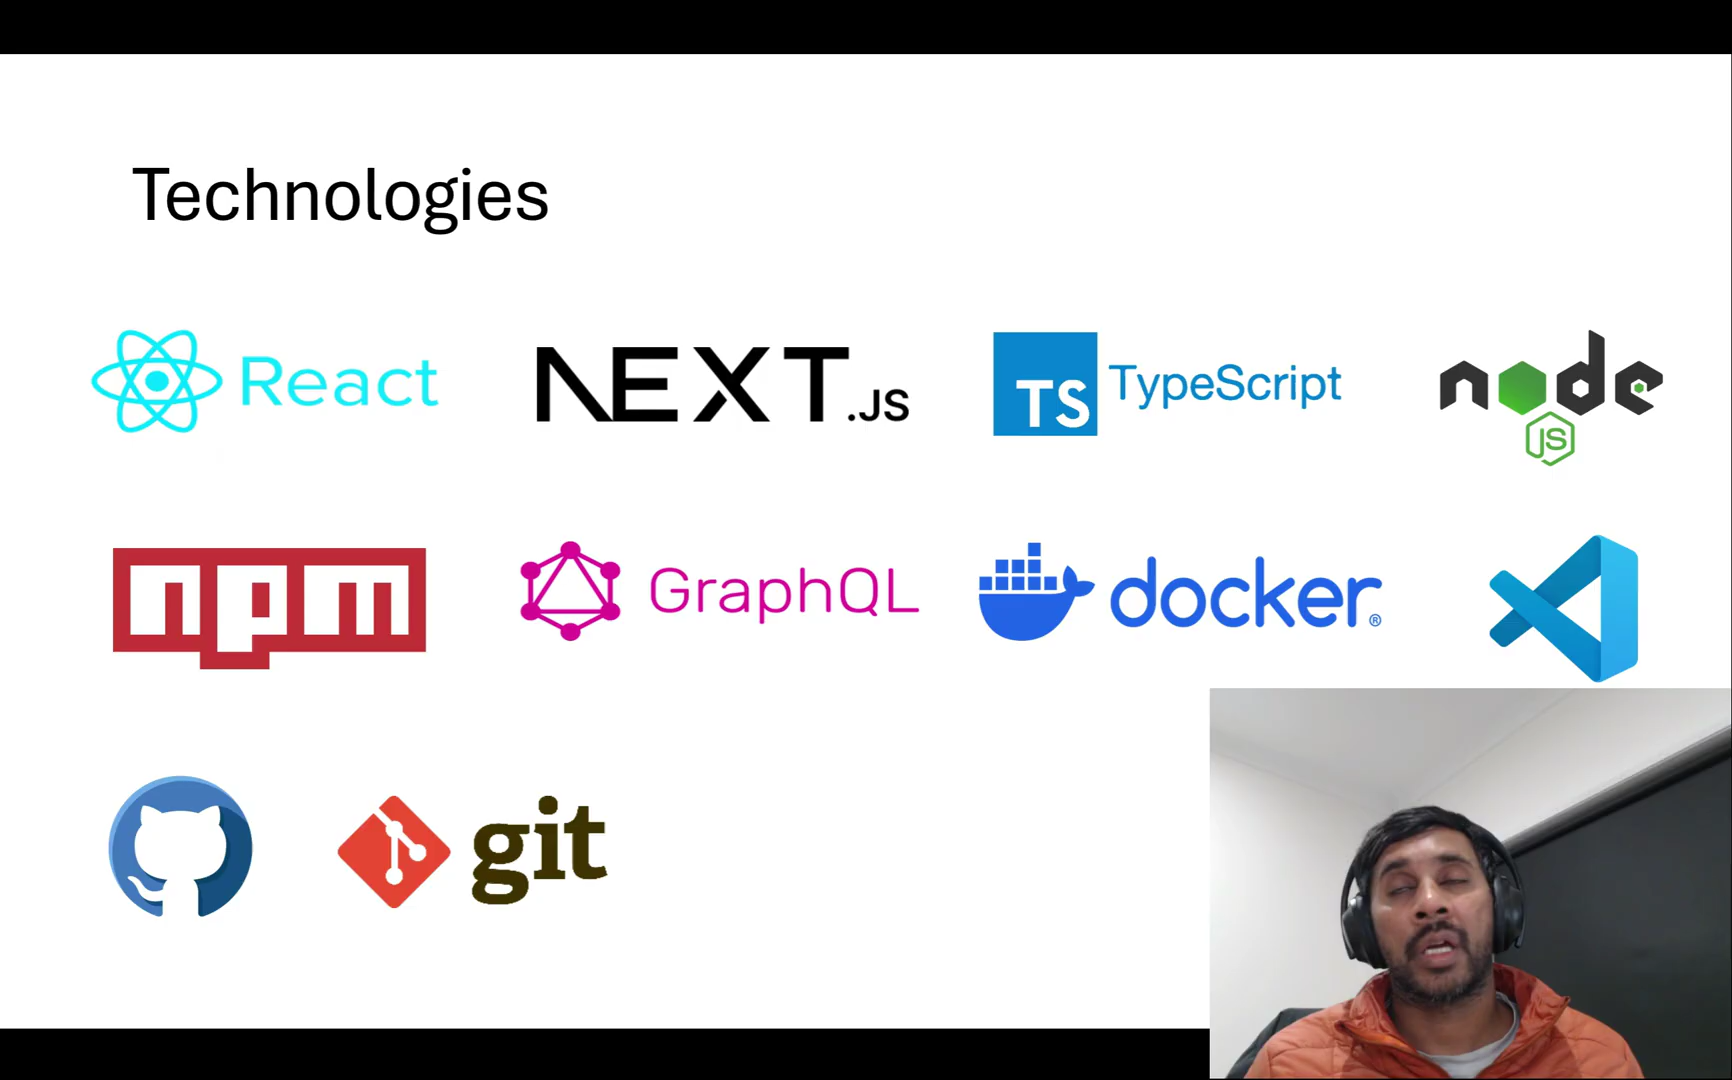 Technologies
React
NEXT.JS
TS TypeScript
node
JS
npm
GraphQL
docker®
git